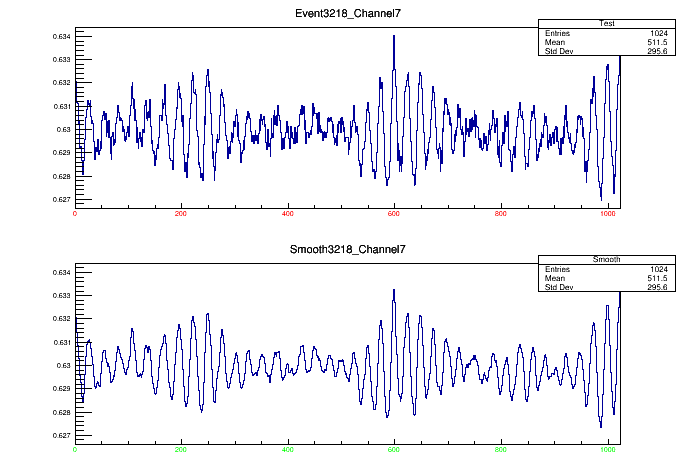 Event3218_Channel7
Test
Entries 1024
Mean 511.5
Std Dev 295.6
0.634
0.633
0.632
0.631
0.63
0.629
0.628
0.627
0 200 400 600 800 1000
Smooth3218_Channel7
Smooth
Entries 1024
Mean 511.5
Std Dev 295.6
0.634
0.633
0.632
0.631
0.63
0.629
0.628
0.627
0 200 400 600 800 1000